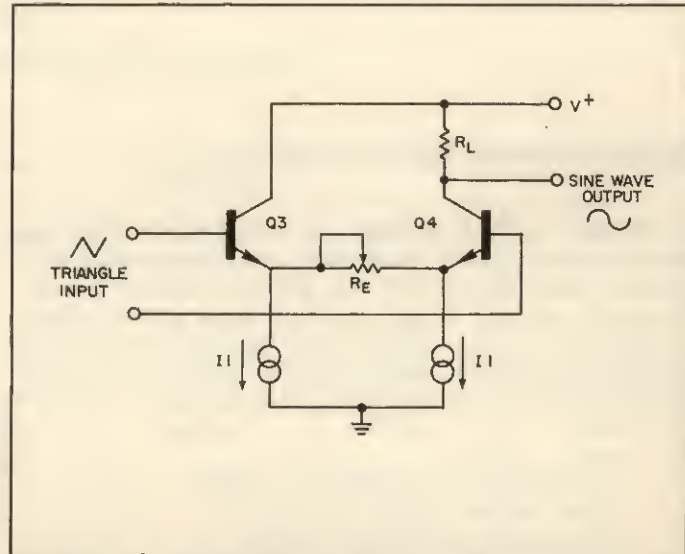 V+
RL
SINE WAVE
OUTPUT
Q3
Q4
TRIANGLE
INPUT
RE
I1
I1